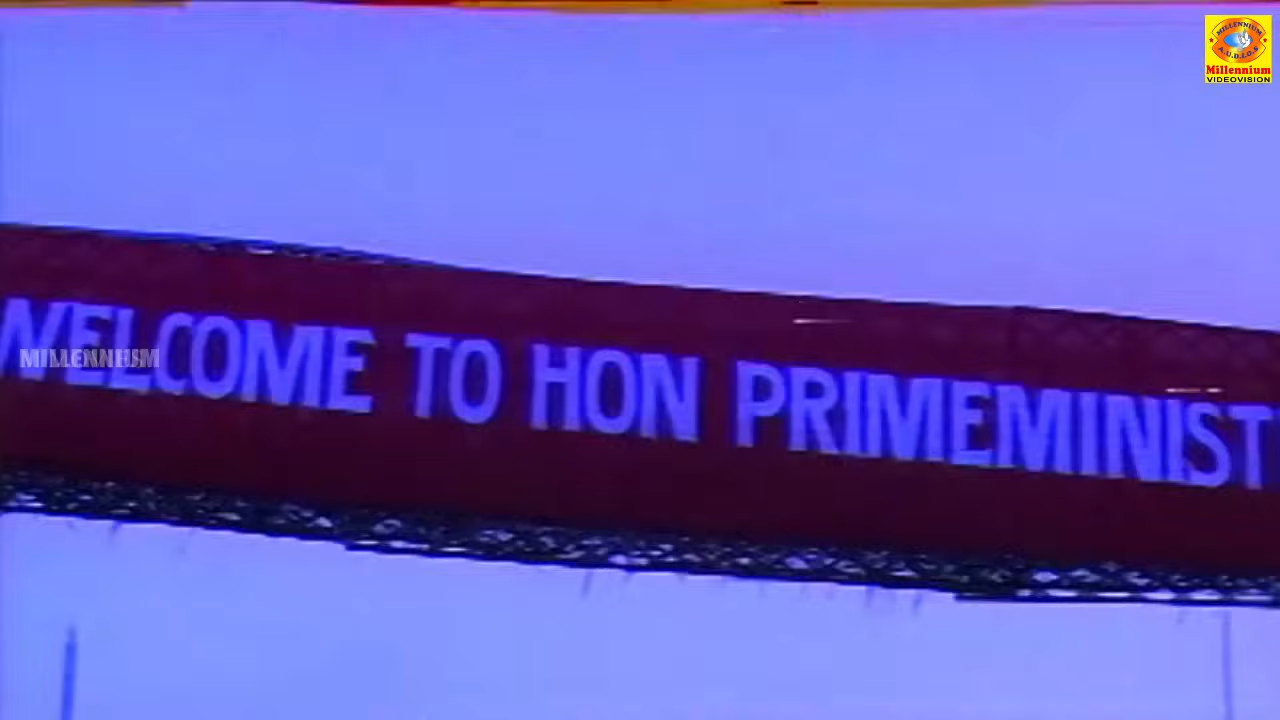 MILLENNIUM
A.U.D.I.O.S
Millennium
VIDEOVISION
WELCOME TO HON PRIMEMINIST